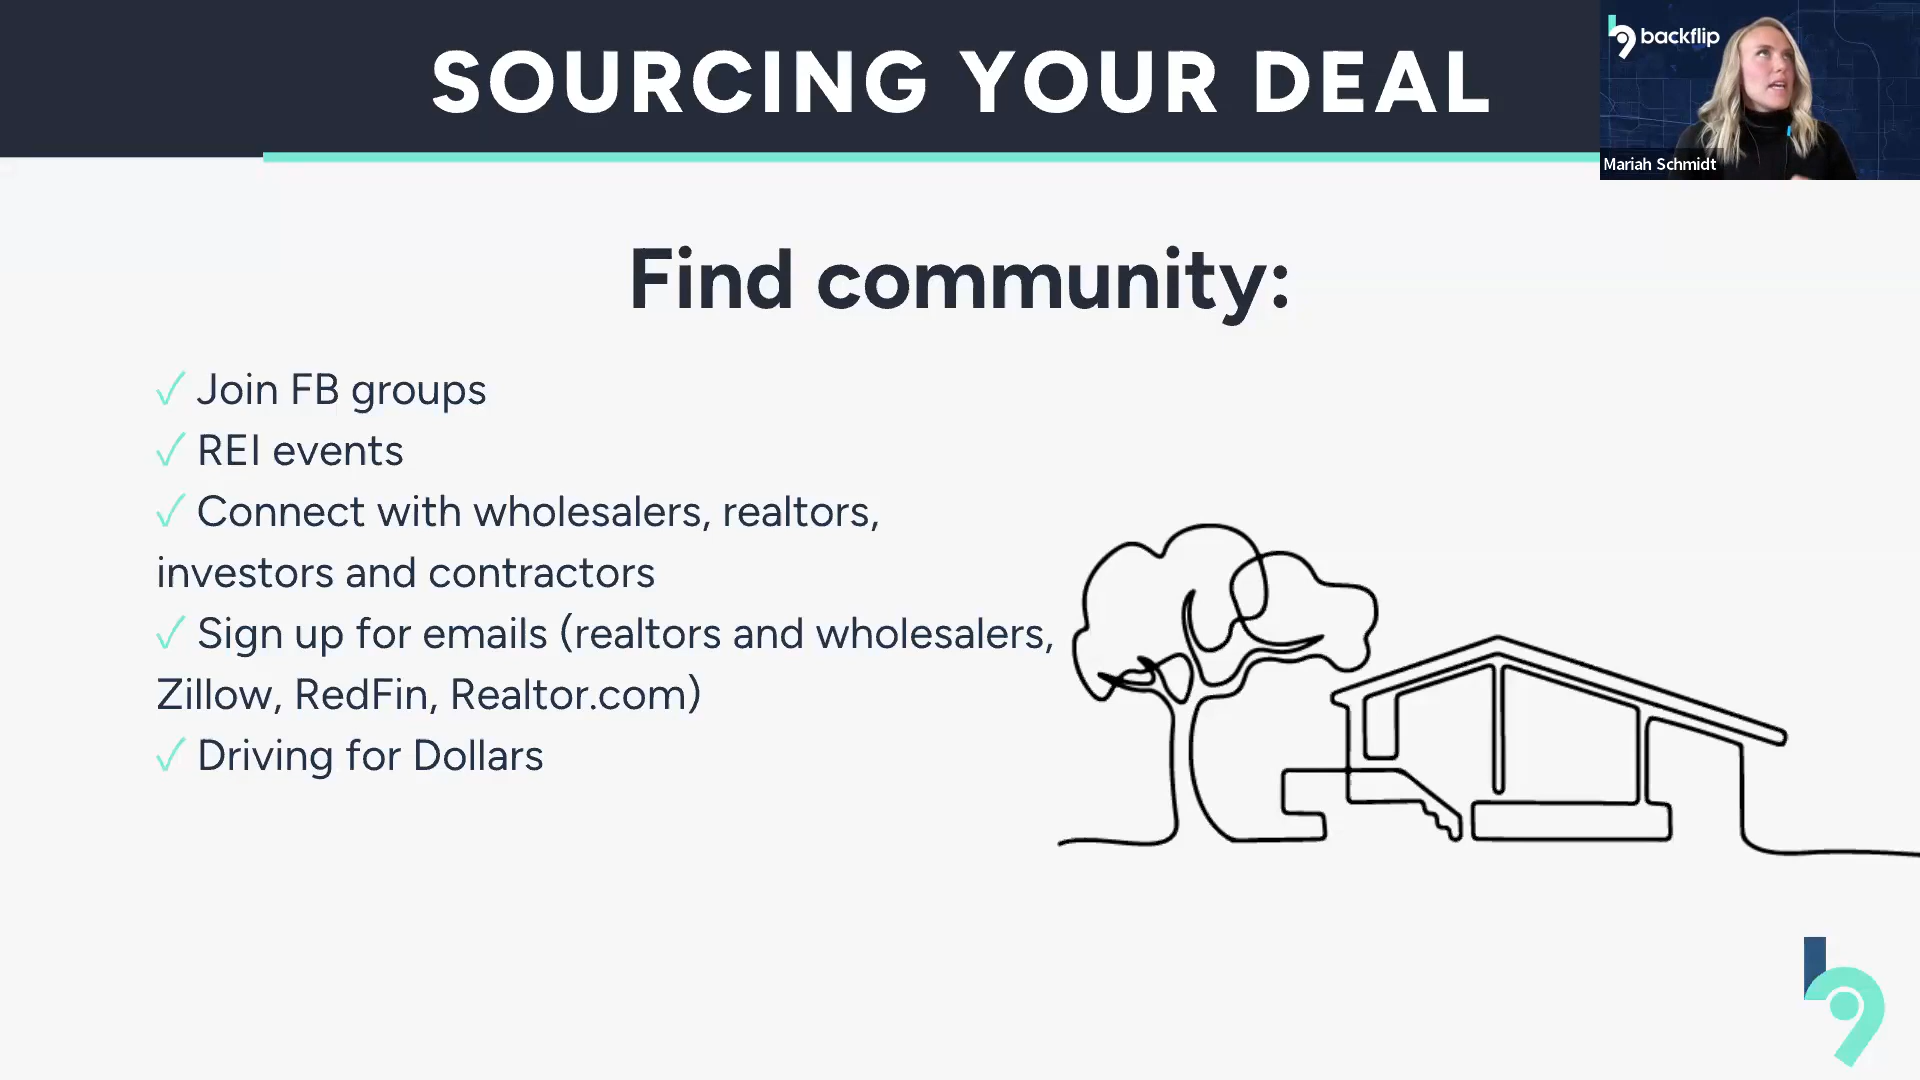 SOURCING YOUR DEAL
backflip
Mariah Schmidt
Find community:
✓ Join FB groups
✓ REI events
✓ Connect with wholesalers, realtors,
investors and contractors
✓ Sign up for emails (realtors and wholesalers,
Zillow, RedFin, Realtor.com)
✓ Driving for Dollars